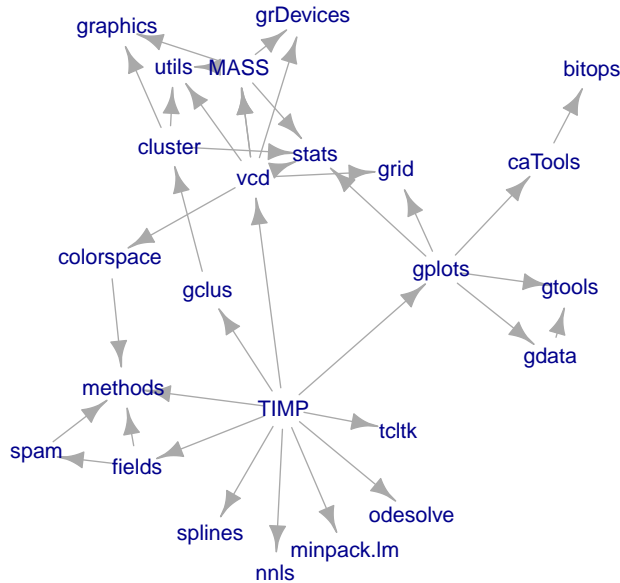 grDevices
graphics
utils
MASS
bitops
cluster
stats
grid
caTools
vcd
colorspace
gclus
gplots
gtools
gdata
methods
TIMP
tcltk
spam
fields
odesolve
splines
minpack.lm
nnls